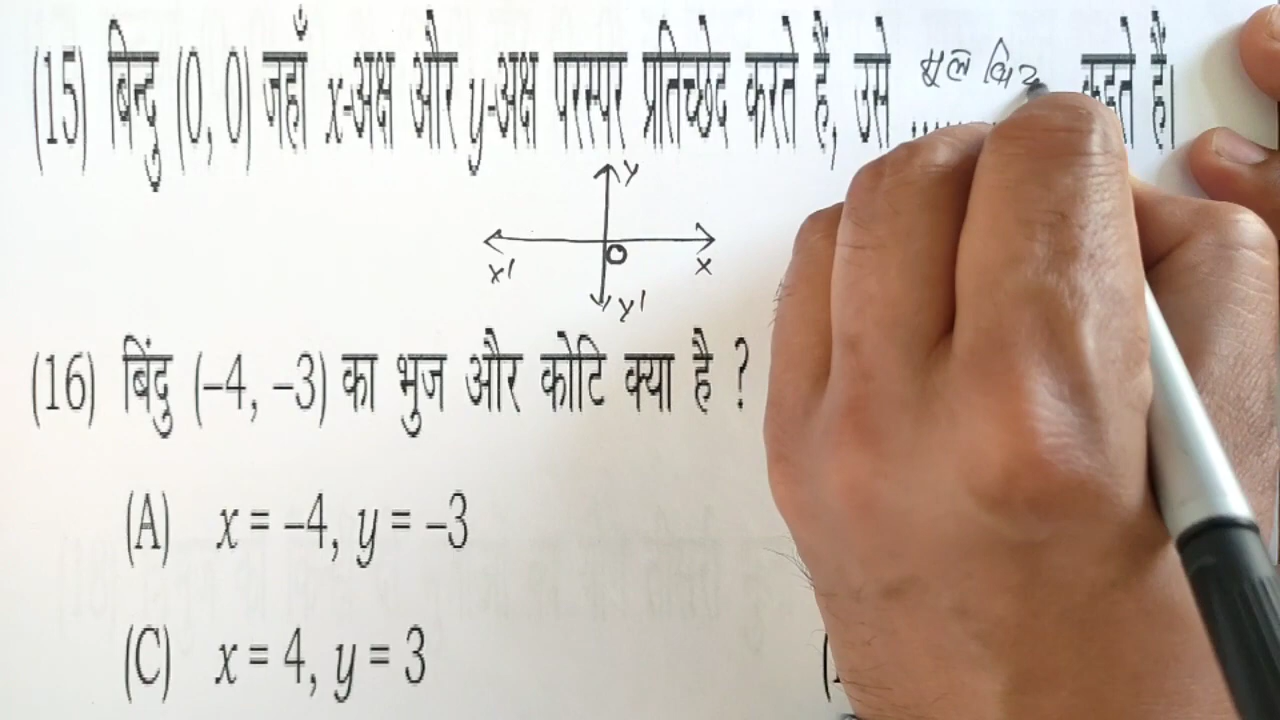 (15) बिन्दु (0, 0) जहाँ x-अक्ष और y-अक्ष परस्पर प्रतिच्छेद करते हैं, उसे मूल कहते हैं।
Y
X' O X
Y'
(16) बिंदु (–4, –3) का भुज और कोटि क्या है ?
(A) x = –4, y = –3
(C) x = 4, y = 3